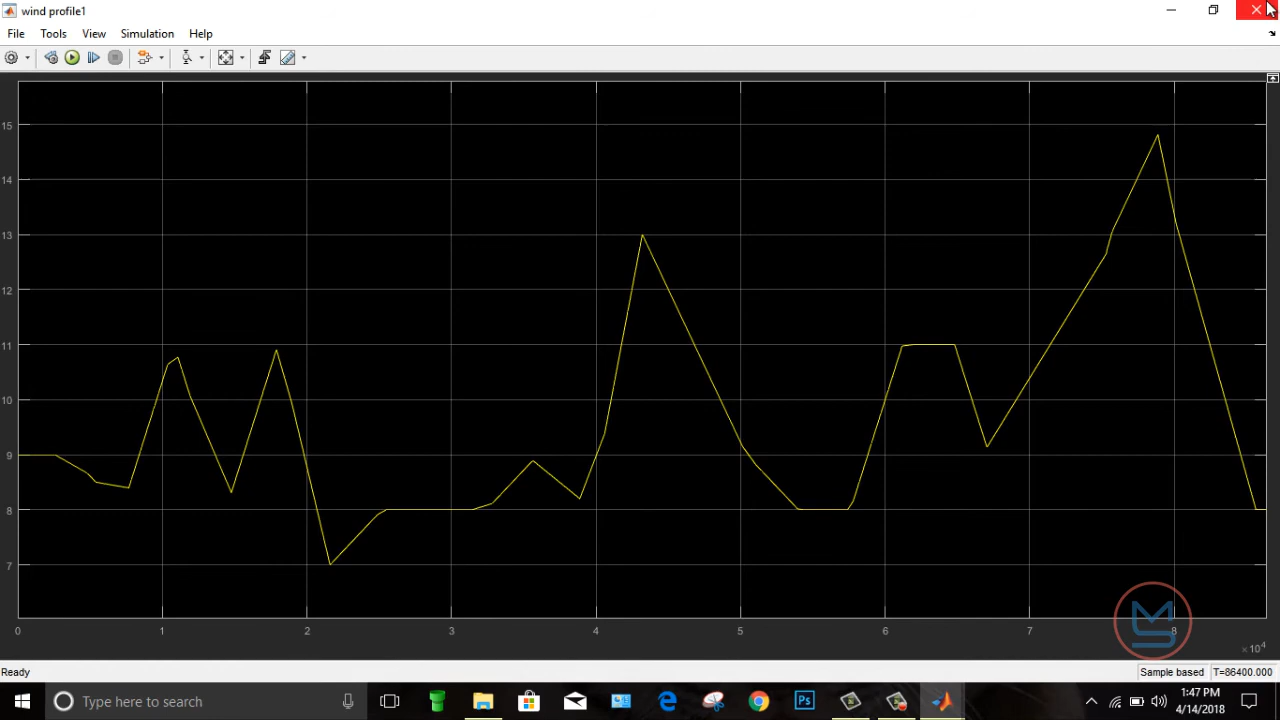 wind profile1
File Tools View Simulation Help
15
14
13
12
11
10
9
8
7
0 1 2 3 4 5 6 7 8
×10⁴
Ready
Sample based T=86400.000
Type here to search
Ps
1:47 PM
4/14/2018